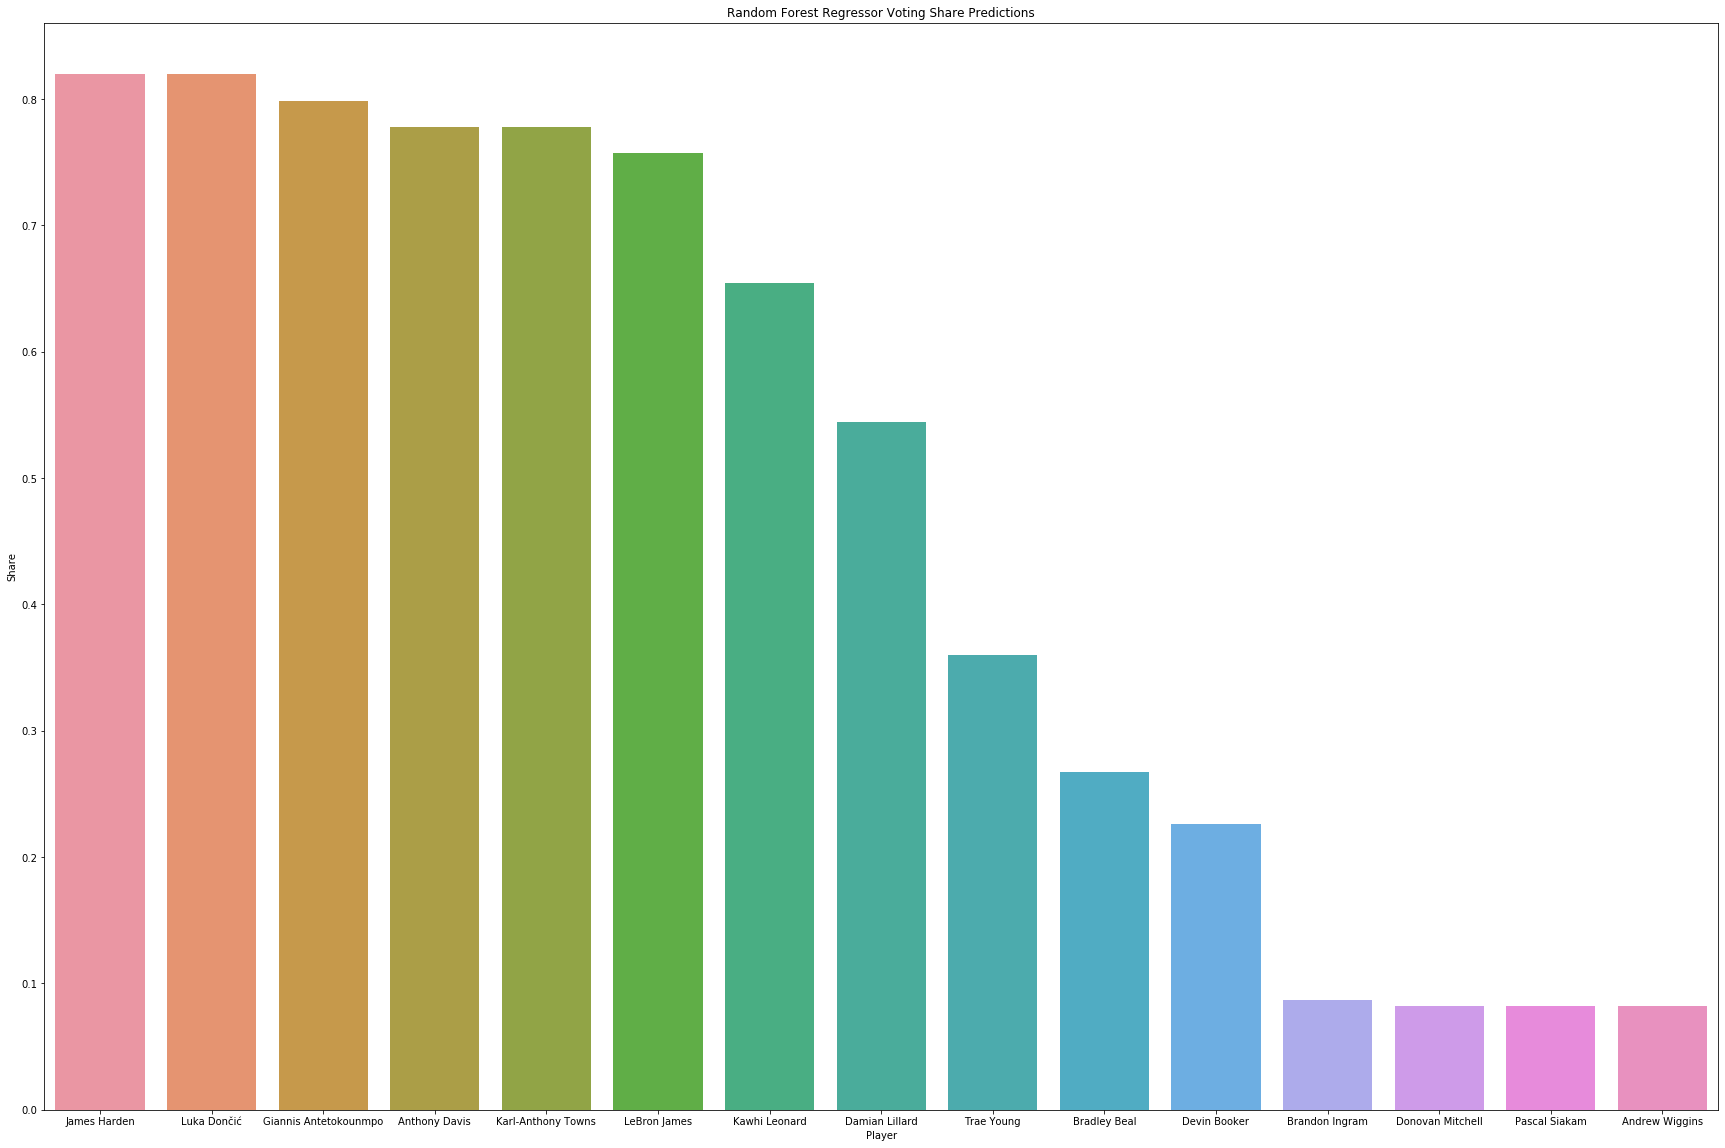 Random Forest Regressor Voting Share Predictions
Share
0.8
0.7
0.6
0.5
0.4
0.3
0.2
0.1
0.0
James Harden
Luka Dončić
Giannis Antetokounmpo
Anthony Davis
Karl-Anthony Towns
LeBron James
Kawhi Leonard
Damian Lillard
Trae Young
Bradley Beal
Devin Booker
Brandon Ingram
Donovan Mitchell
Pascal Siakam
Andrew Wiggins
Player